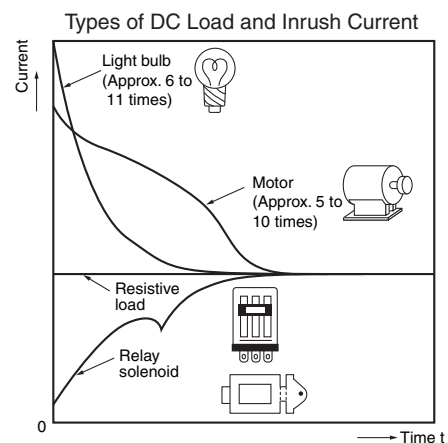 Types of DC Load and Inrush Current
Current
Light bulb
(Approx. 6 to
11 times)
Motor
(Approx. 5 to
10 times)
Resistive
load
Relay
solenoid
0
Time t